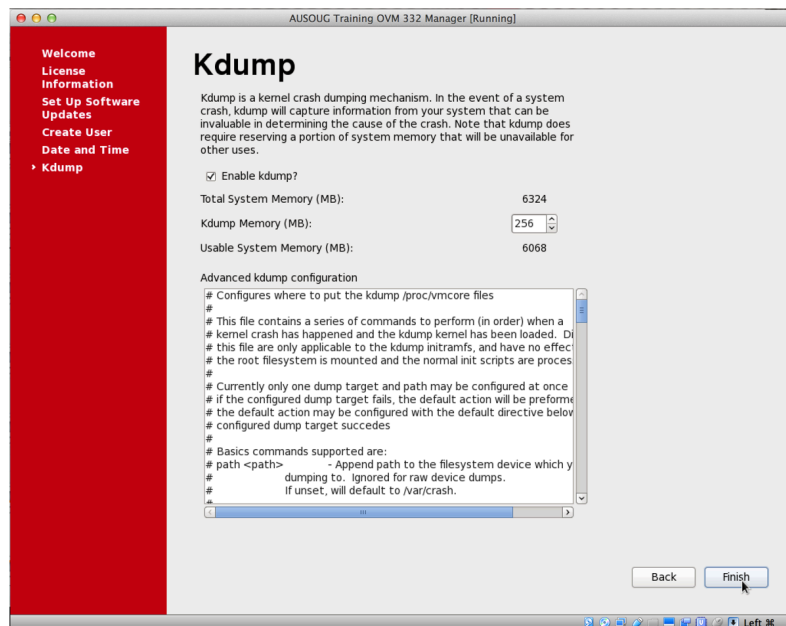 AUSOUG Training OVM 332 Manager [Running]
Welcome
License
Information
Set Up Software
Updates
Create User
Date and Time
Kdump
Kdump
Kdump is a kernel crash dumping mechanism. In the event of a system
crash, kdump will capture information from your system that can be
invaluable in determining the cause of the crash. Note that kdump does
require reserving a portion of system memory that will be unavailable for
other uses.
Enable kdump?
Total System Memory (MB): 6324
Kdump Memory (MB): 256
Usable System Memory (MB): 6068
Advanced kdump configuration
# Configures where to put the kdump /proc/vmcore files
#
# This file contains a series of commands to perform (in order) when a
# kernel crash has happened and the kdump kernel has been loaded. Di
# this file are only applicable to the kdump initramfs, and have no effec
# the root filesystem is mounted and the normal init scripts are proces
#
# Currently only one dump target and path may be configured at once
# if the configured dump target fails, the default action will be preforme
# the default action may be configured with the default directive below
# configured dump target succedes
#
# Basics commands supported are:
# path <path> - Append path to the filesystem device which y
# dumping to. Ignored for raw device dumps.
# If unset, will default to /var/crash.
#
Back
Finish
Left ⌘